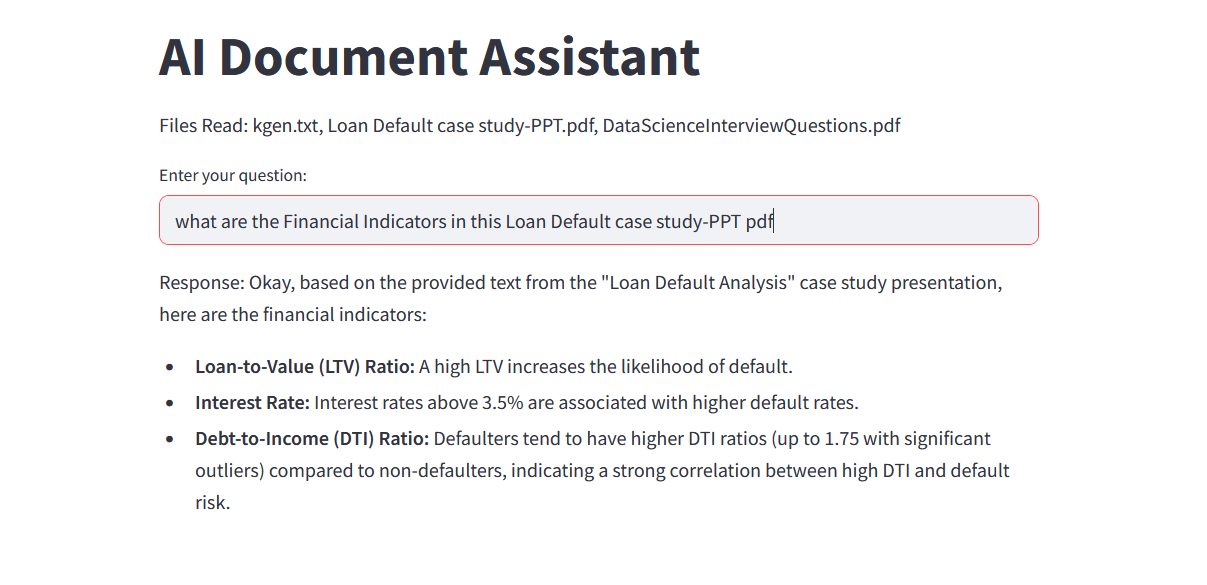 AI Document Assistant
Files Read: kgen.txt, Loan Default case study-PPT.pdf, DataScienceInterviewQuestions.pdf
Enter your question:
what are the Financial Indicators in this Loan Default case study-PPT pdf
Response: Okay, based on the provided text from the "Loan Default Analysis" case study presentation,
here are the financial indicators:
• Loan-to-Value (LTV) Ratio: A high LTV increases the likelihood of default.
• Interest Rate: Interest rates above 3.5% are associated with higher default rates.
• Debt-to-Income (DTI) Ratio: Defaulters tend to have higher DTI ratios (up to 1.75 with significant
outliers) compared to non-defaulters, indicating a strong correlation between high DTI and default
risk.